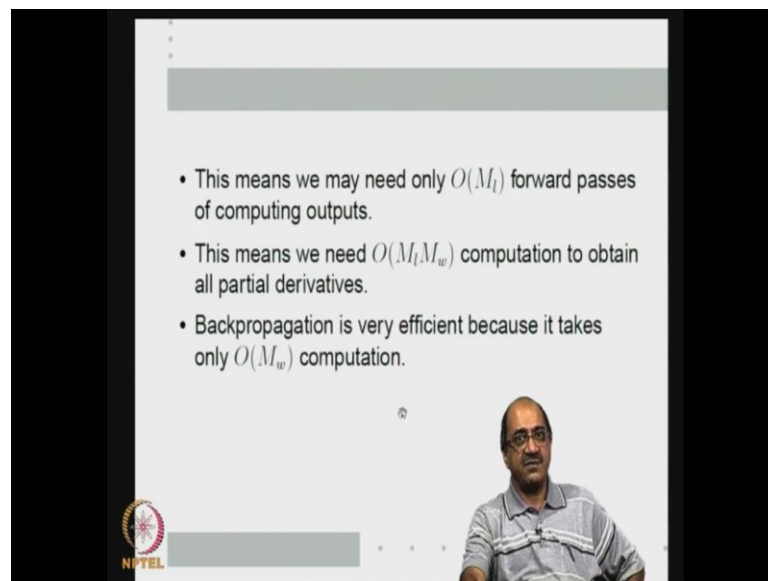 • This means we may need only O(M_l) forward passes
of computing outputs.
• This means we need O(M_l M_w) computation to obtain
all partial derivatives.
• Backpropagation is very efficient because it takes
only O(M_w) computation.
NPTEL